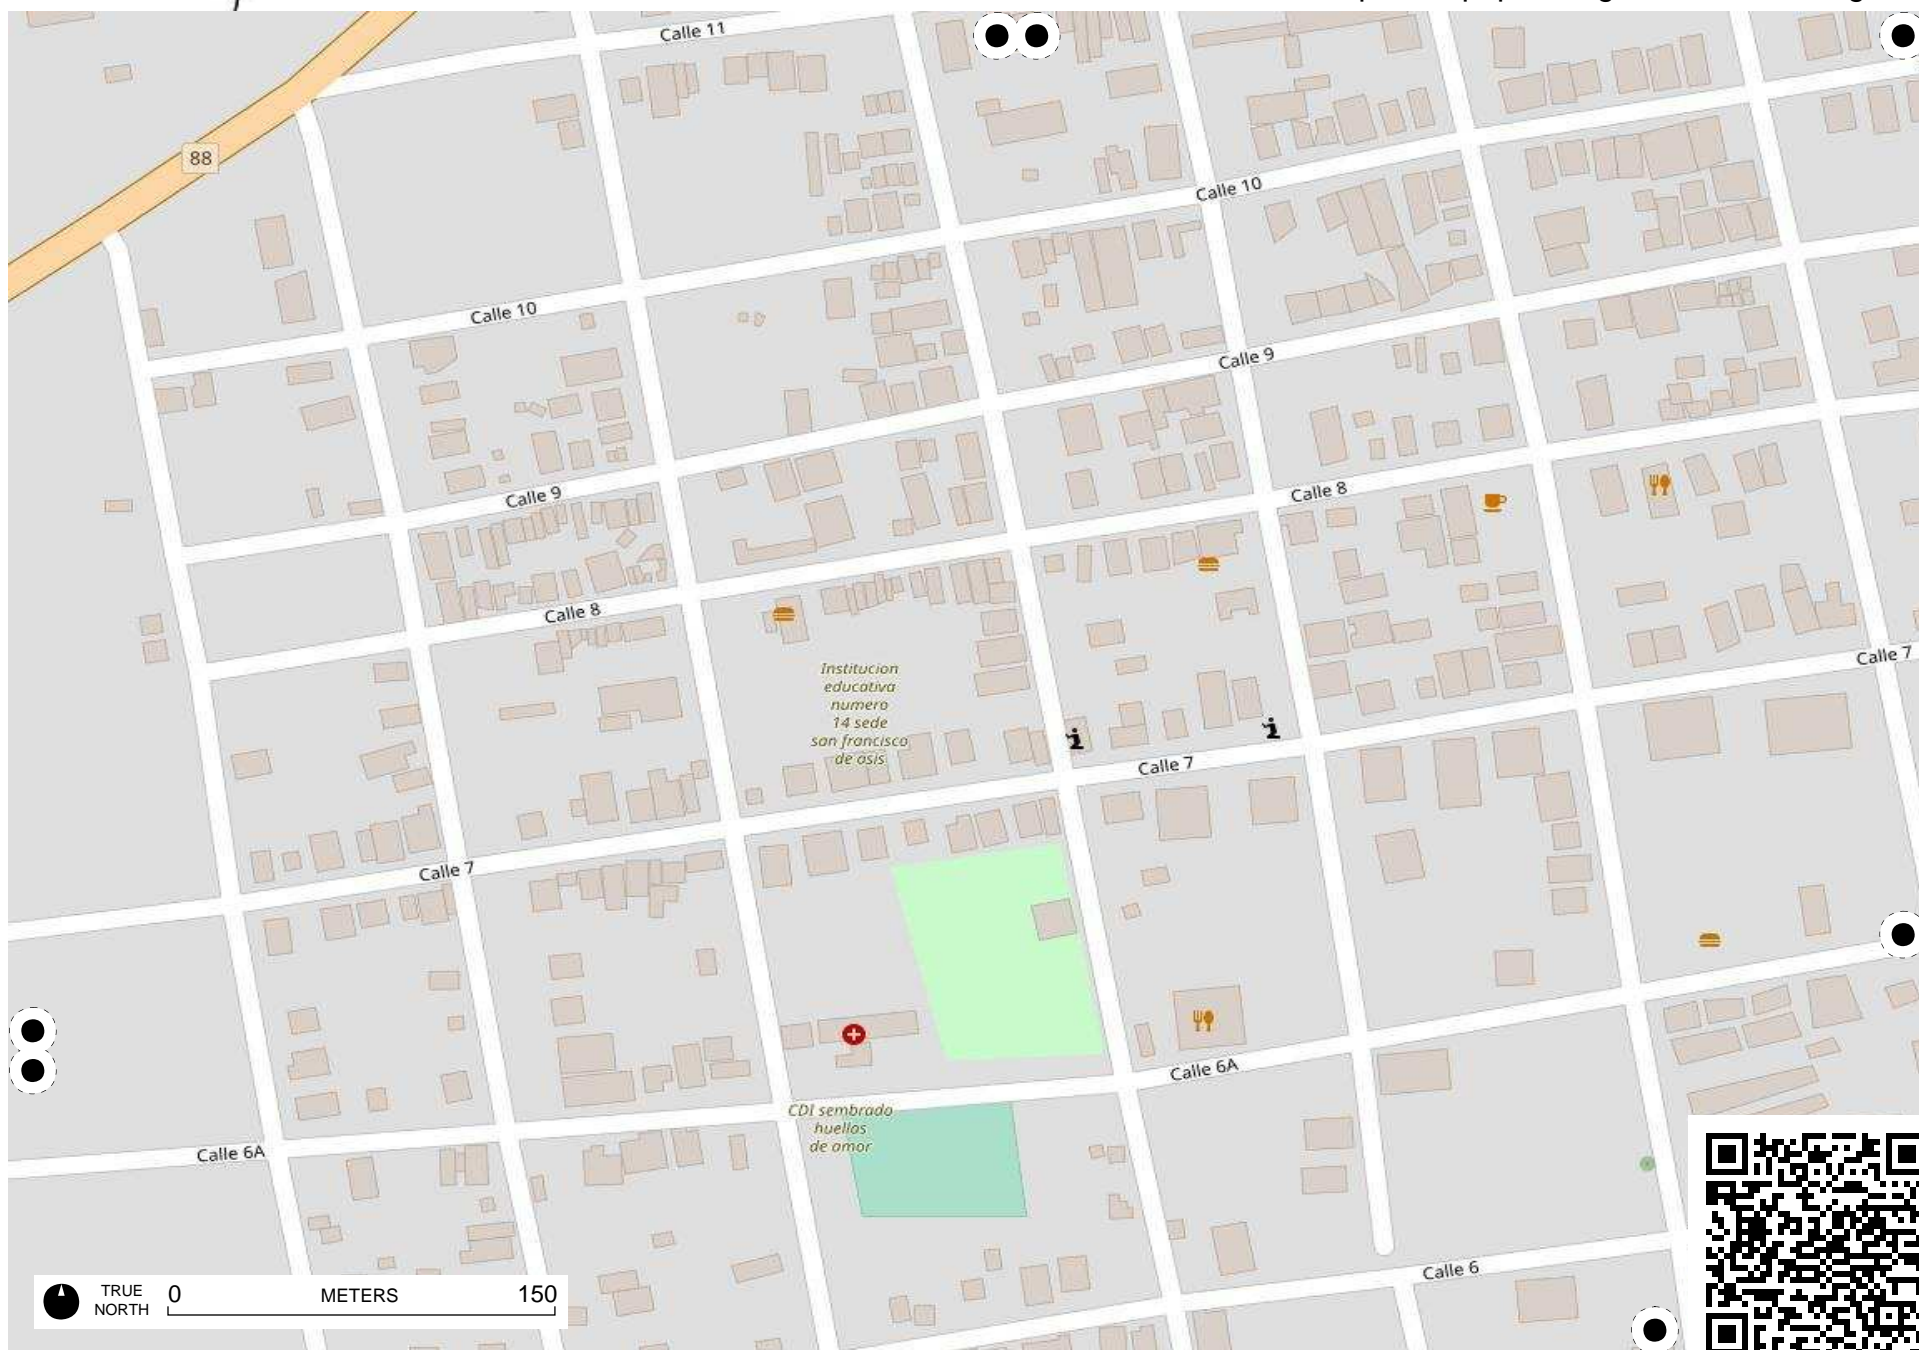 Calle 11
88
Calle 10
Calle 10
Calle 9
Calle 9
Calle 8
Calle 8
Institucion
educativa
numero
14 sede
san francisco
de asis
Calle 7
Calle 7
Calle 7
Calle 6A
CDI sembrado
huellas
de amor
Calle 6A
Calle 6
TRUE
NORTH
0
METERS
150